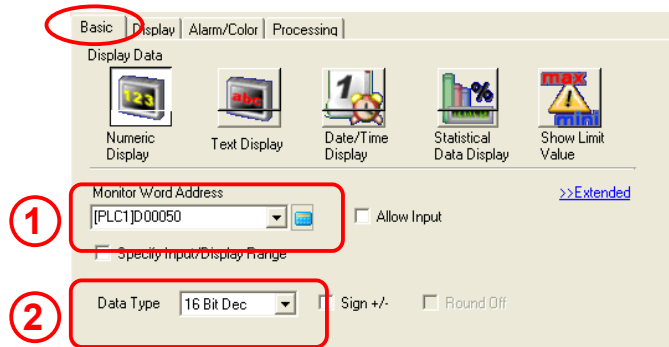 Basic Display Alarm/Color Processing
Display Data
123 abc 1 % max mini
Numeric Display
Text Display
Date/Time Display
Statistical Data Display
Show Limit Value
Monitor Word Address
>>Extended
1
[PLC1]D00050
Allow Input
Specify Input/Display Range
2
Data Type 16 Bit Dec Sign +/- Round Off